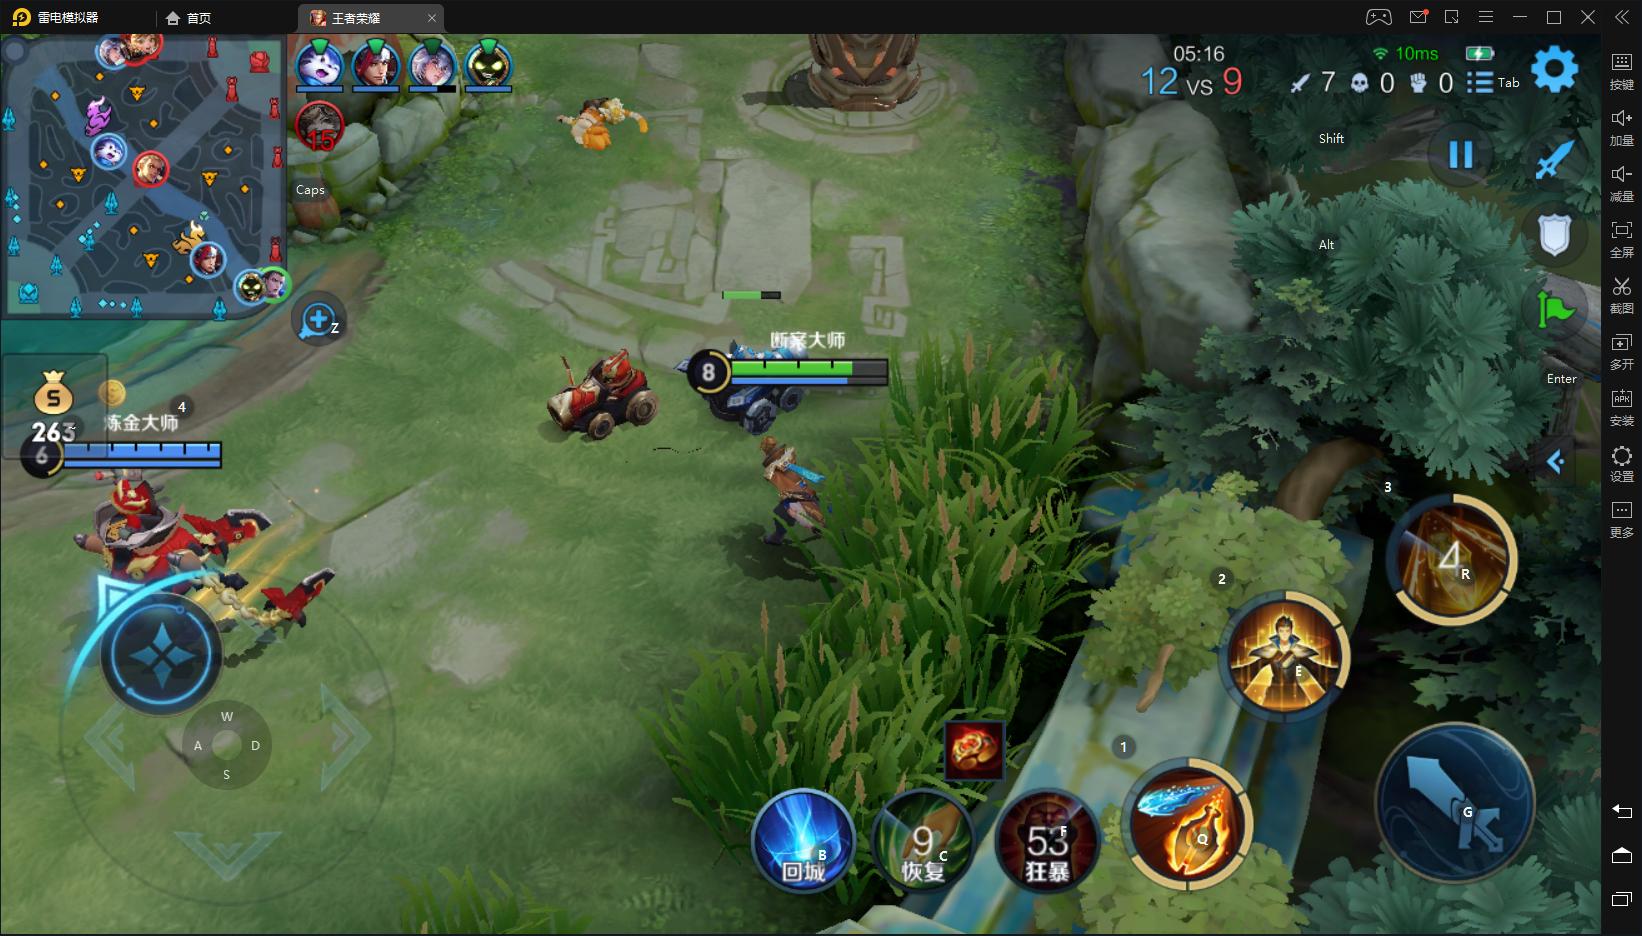 雷电模拟器
首页
王者荣耀
05:16
10ms
12 vs 9
7
0
0
Tab
15
Caps
Shift
Alt
Enter
Z
263
4
炼金大师
6
断案大师
8
3
4
R
2
E
1
Q
G
W
A
D
S
B
回城
9
C
恢复
53
F
狂暴
按键
加量
减量
全屏
截图
多开
APK
安装
设置
更多